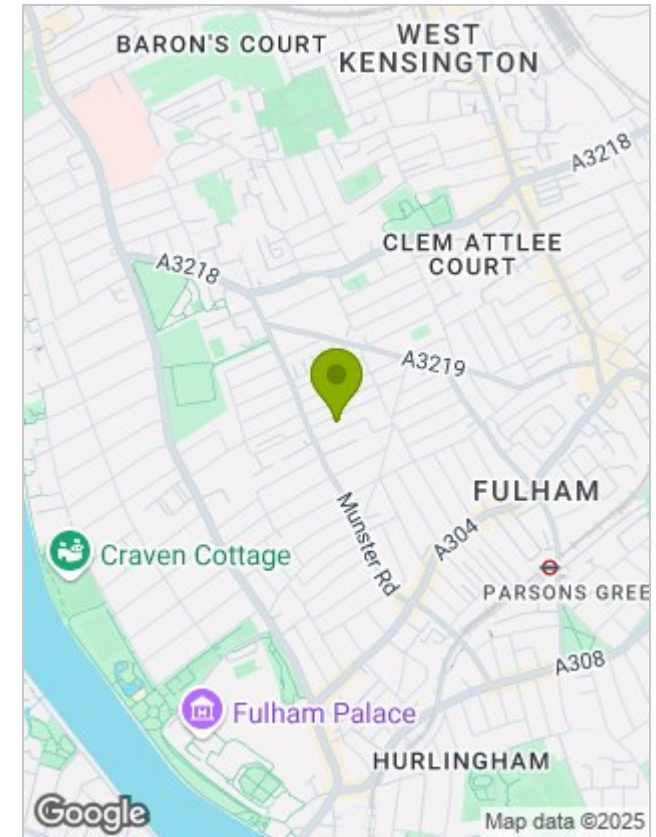 BARON'S COURT
WEST
KENSINGTON
A3218
CLEM ATTLEE
COURT
A3218
A3219
FULHAM
Munster Rd
A304
Craven Cottage
PARSONS GREE
A308
Fulham Palace
HURLINGHAM
Google
Map data ©2025